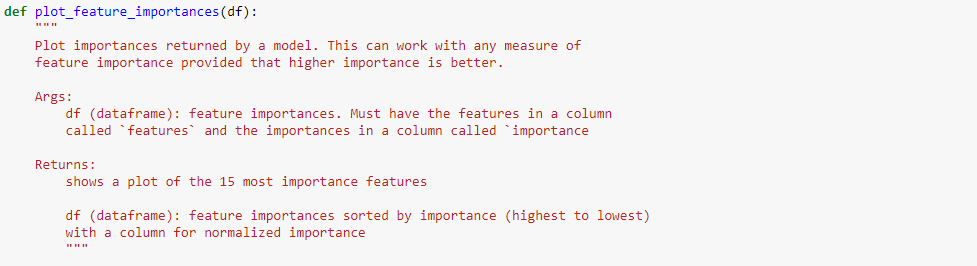 def plot_feature_importances(df):
"""
Plot importances returned by a model. This can work with any measure of
feature importance provided that higher importance is better.
Args:
df (dataframe): feature importances. Must have the features in a column
called `features` and the importances in a column called `importance
Returns:
shows a plot of the 15 most importance features
df (dataframe): feature importances sorted by importance (highest to lowest)
with a column for normalized importance
"""